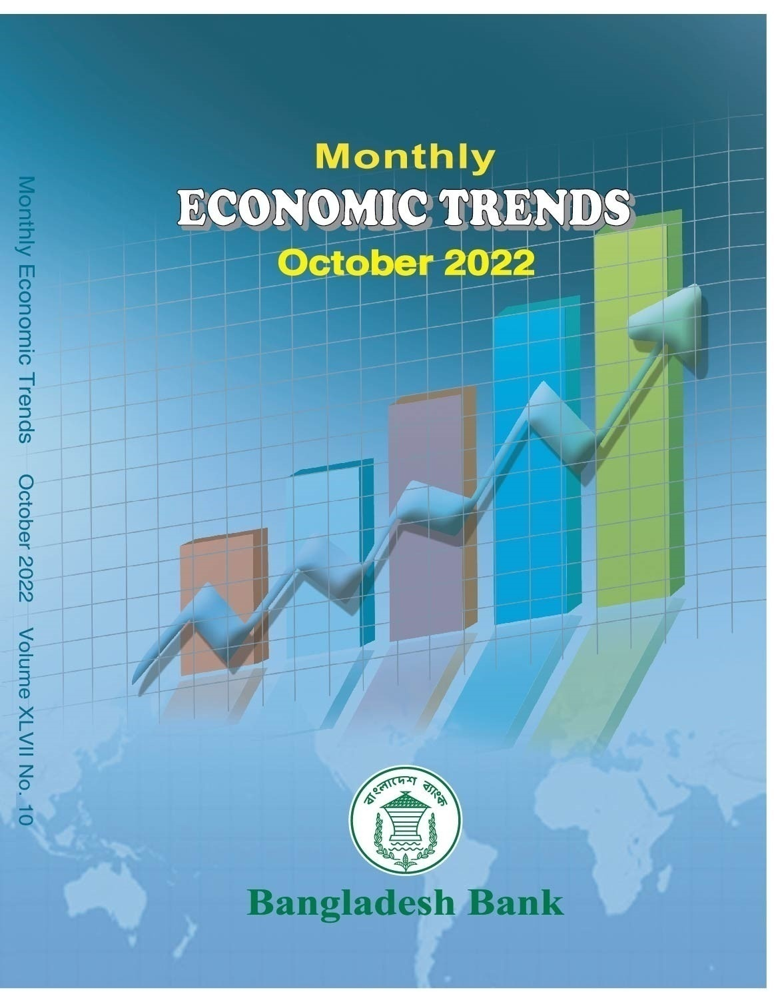 Monthly
ECONOMIC TRENDS
October 2022
Monthly Economic Trends October 2022 Volume XLVII No. 10
বাংলাদেশ ব্যাংক
Bangladesh Bank